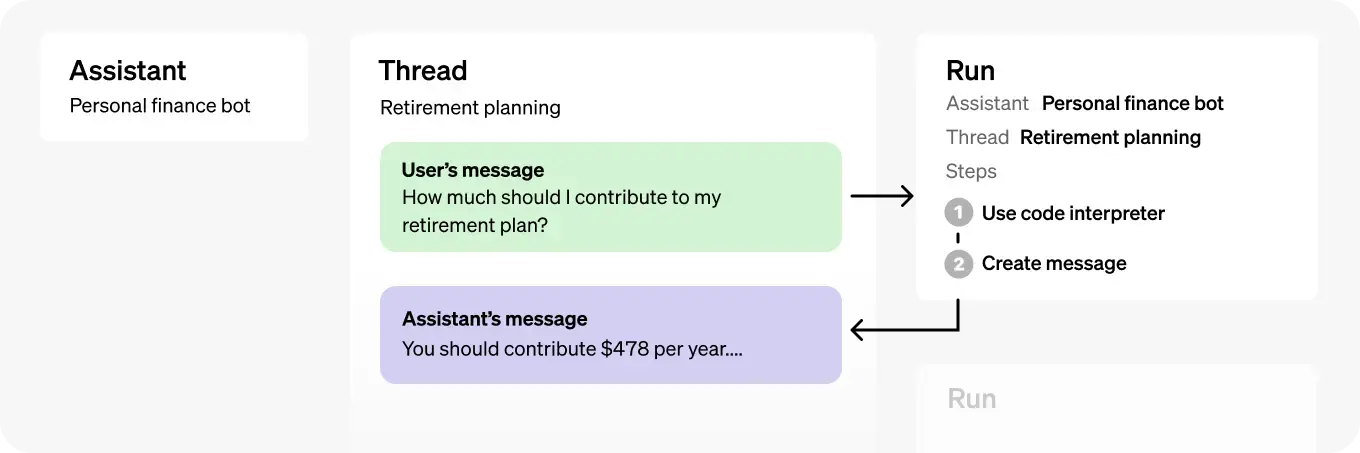 Assistant
Personal finance bot
Thread
Retirement planning
User’s message
How much should I contribute to my
retirement plan?
Assistant’s message
You should contribute $478 per year....
Run
Assistant Personal finance bot
Thread Retirement planning
Steps
1 Use code interpreter
2 Create message
Run